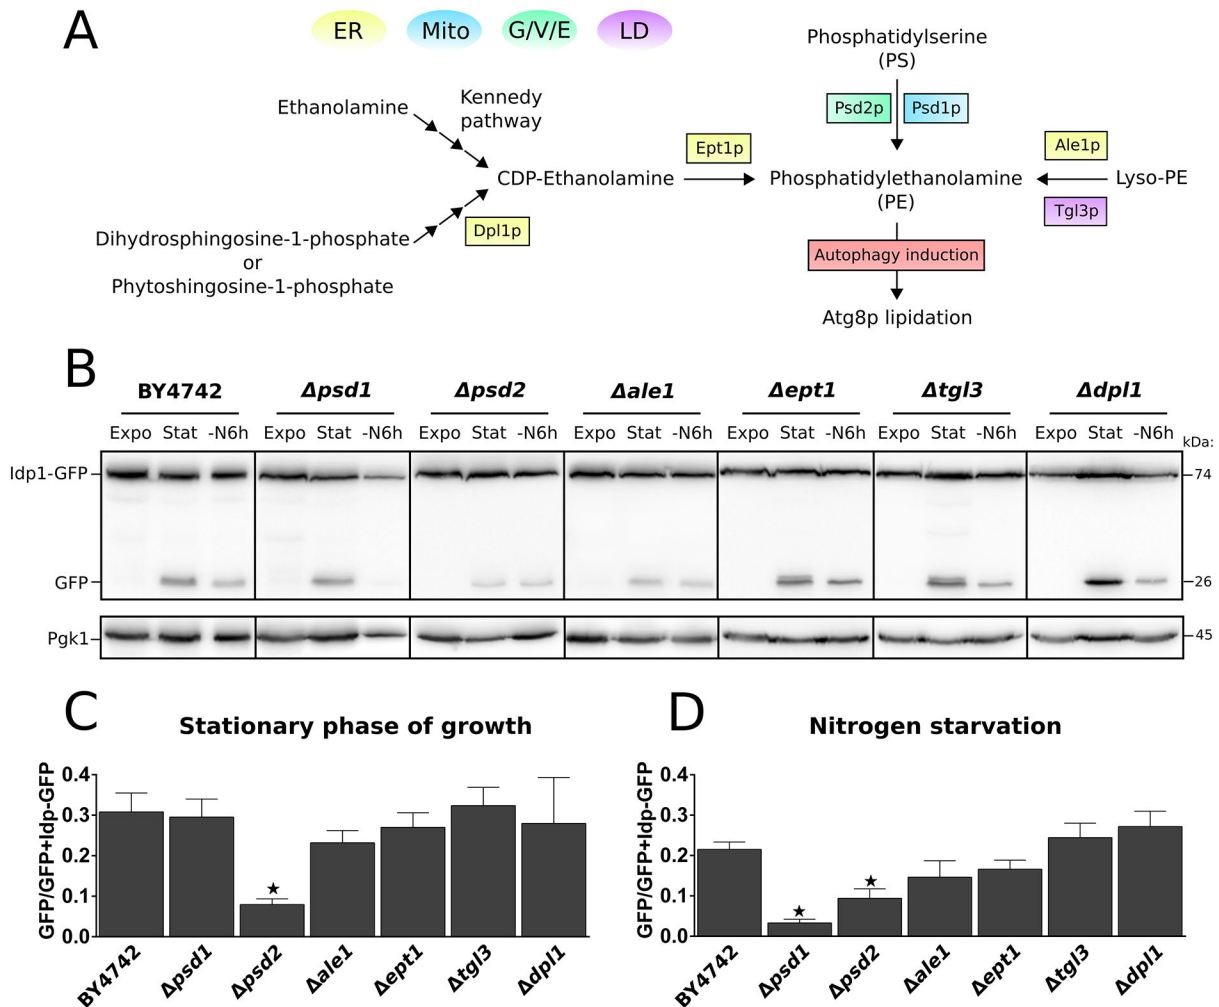 A
ER Mito G/V/E LD
Phosphatidylserine
(PS)
Ethanolamine
Kennedy
pathway
Psd2p Psd1p
Ept1p
Ale1p
CDP-Ethanolamine
Phosphatidylethanolamine
(PE)
Lyso-PE
Tgl3p
Dpl1p
Dihydrosphingosine-1-phosphate
or
Phytoshingosine-1-phosphate
Autophagy induction
Atg8p lipidation
B
BY4742 Δpsd1 Δpsd2 Δale1 Δept1 Δtgl3 Δdpl1
Expo Stat -N6h Expo Stat -N6h Expo Stat -N6h Expo Stat -N6h Expo Stat -N6h Expo Stat -N6h Expo Stat -N6h
kDa:
Idp1-GFP 74
GFP 26
Pgk1 45
C
Stationary phase of growth
GFP/GFP+Idp-GFP
0.4
0.3
0.2
0.1
0.0
★
BY4742 Δpsd1 Δpsd2 Δale1 Δept1 Δtgl3 Δdpl1
D
Nitrogen starvation
GFP/GFP+Idp-GFP
0.4
0.3
0.2
0.1
0.0
★ ★
BY4742 Δpsd1 Δpsd2 Δale1 Δept1 Δtgl3 Δdpl1